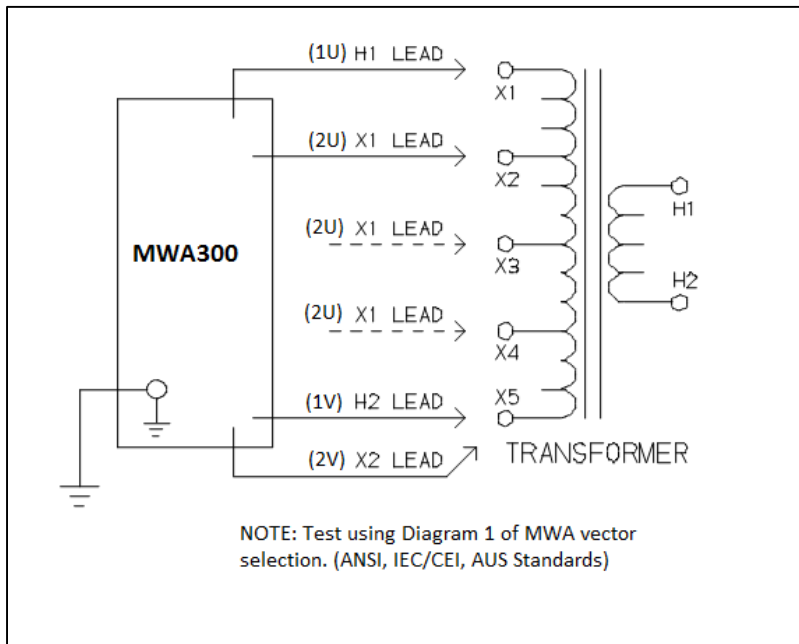 (1U) H1 LEAD
X1
(2U) X1 LEAD
X2
(2U) X1 LEAD
X3
H1
MWA300
H2
(2U) X1 LEAD
X4
X5
(1V) H2 LEAD
(2V) X2 LEAD
TRANSFORMER
NOTE: Test using Diagram 1 of MWA vector
selection. (ANSI, IEC/CEI, AUS Standards)